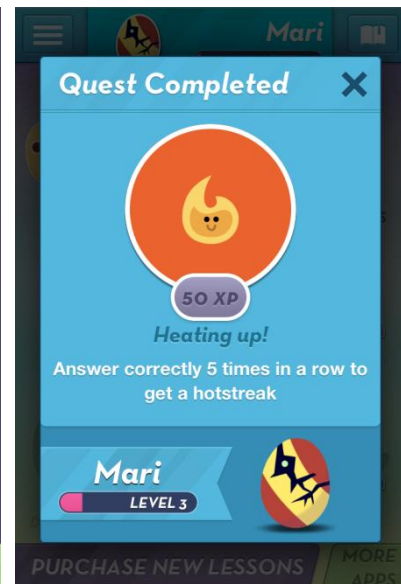 Mari
Quest Completed
50 XP
Heating up!
Answer correctly 5 times in a row to
get a hotstreak
Mari
LEVEL 3
PURCHASE NEW LESSONS
MORE
APPS